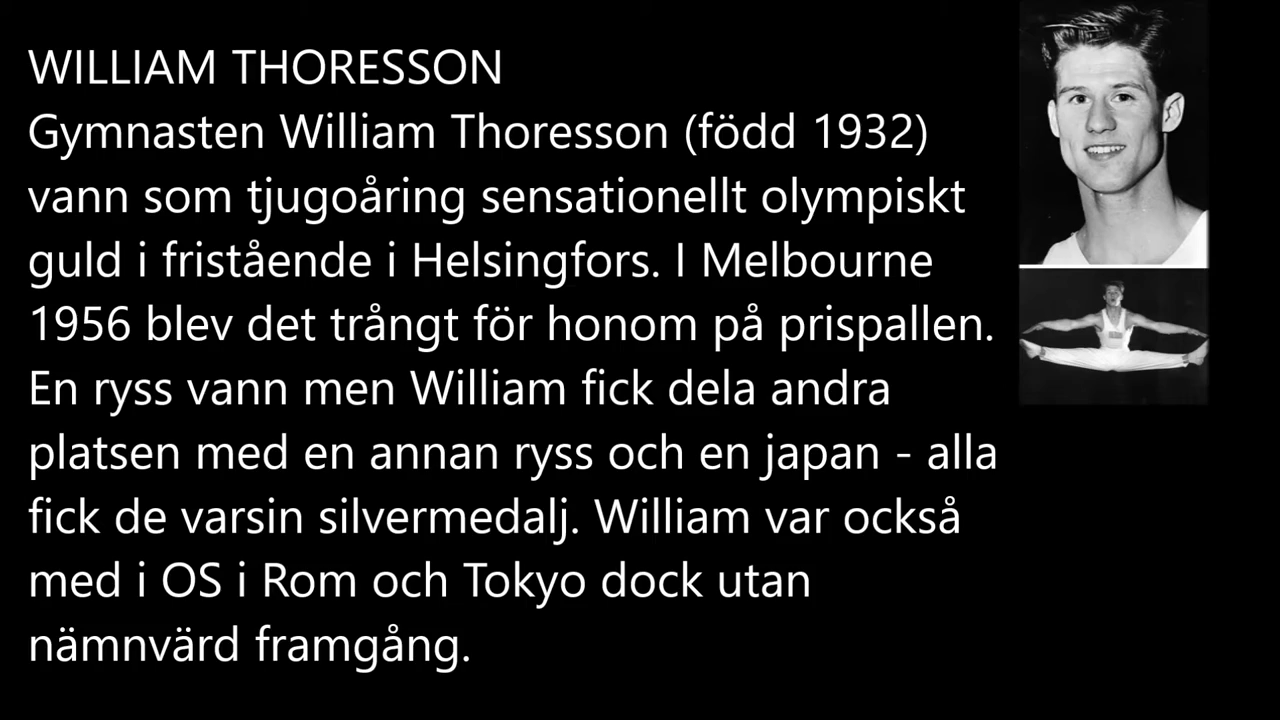 WILLIAM THORESSON
Gymnasten William Thoresson (född 1932)
vann som tjugoåring sensationellt olympiskt
guld i fristående i Helsingfors. I Melbourne
1956 blev det trångt för honom på prispallen.
En ryss vann men William fick dela andra
platsen med en annan ryss och en japan - alla
fick de varsin silvermedalj. William var också
med i OS i Rom och Tokyo dock utan
nämnvärd framgång.